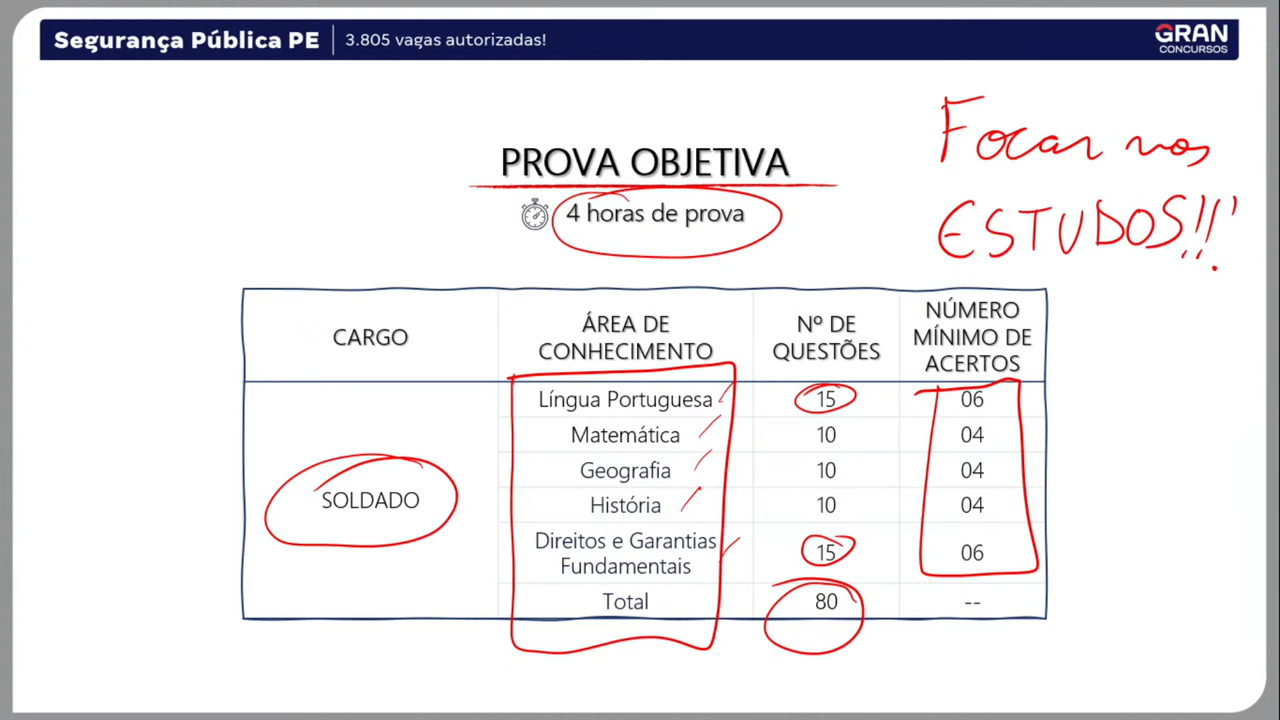 Segurança Pública PE | 3.805 vagas autorizadas!
GRAN
CONCURSOS
Focar nos
ESTUDOS!!!
PROVA OBJETIVA
4 horas de prova
CARGO
ÁREA DE
CONHECIMENTO
Nº DE
QUESTÕES
NÚMERO
MÍNIMO DE
ACERTOS
SOLDADO
Língua Portuguesa 15 06
Matemática 10 04
Geografia 10 04
História 10 04
Direitos e Garantias
Fundamentais 15 06
Total 80 --